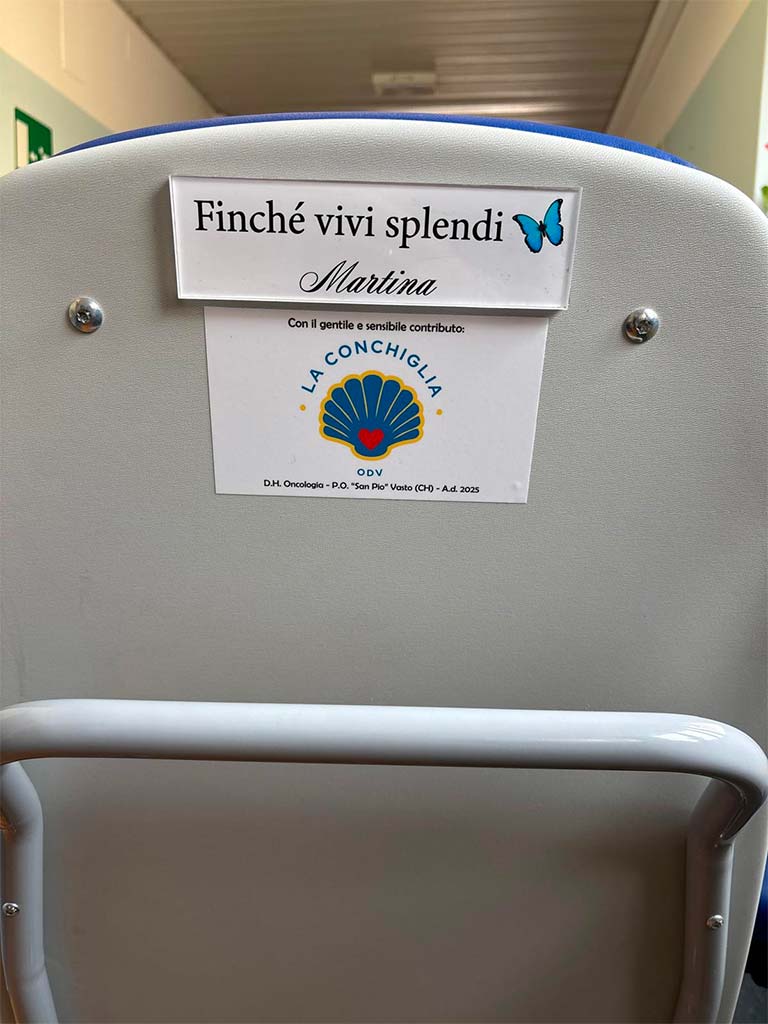 Finché vivi splendi
Martina
Con il gentile e sensibile contributo:
LA CONCHIGLIA
ODV
D.H. Oncologia - P.O. "San Pio" Vasto (CH) - A.d. 2025